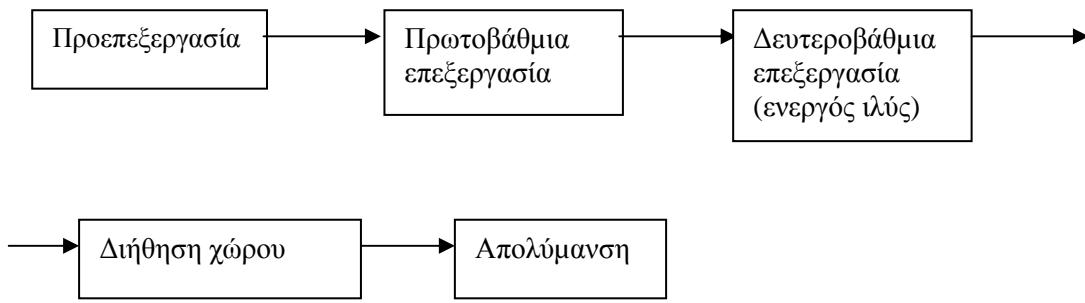 Προεπεξεργασία
Πρωτοβάθμια
επεξεργασία
Δευτεροβάθμια
επεξεργασία
(ενεργός ιλύς)
Διήθηση χώρου
Απολύμανση